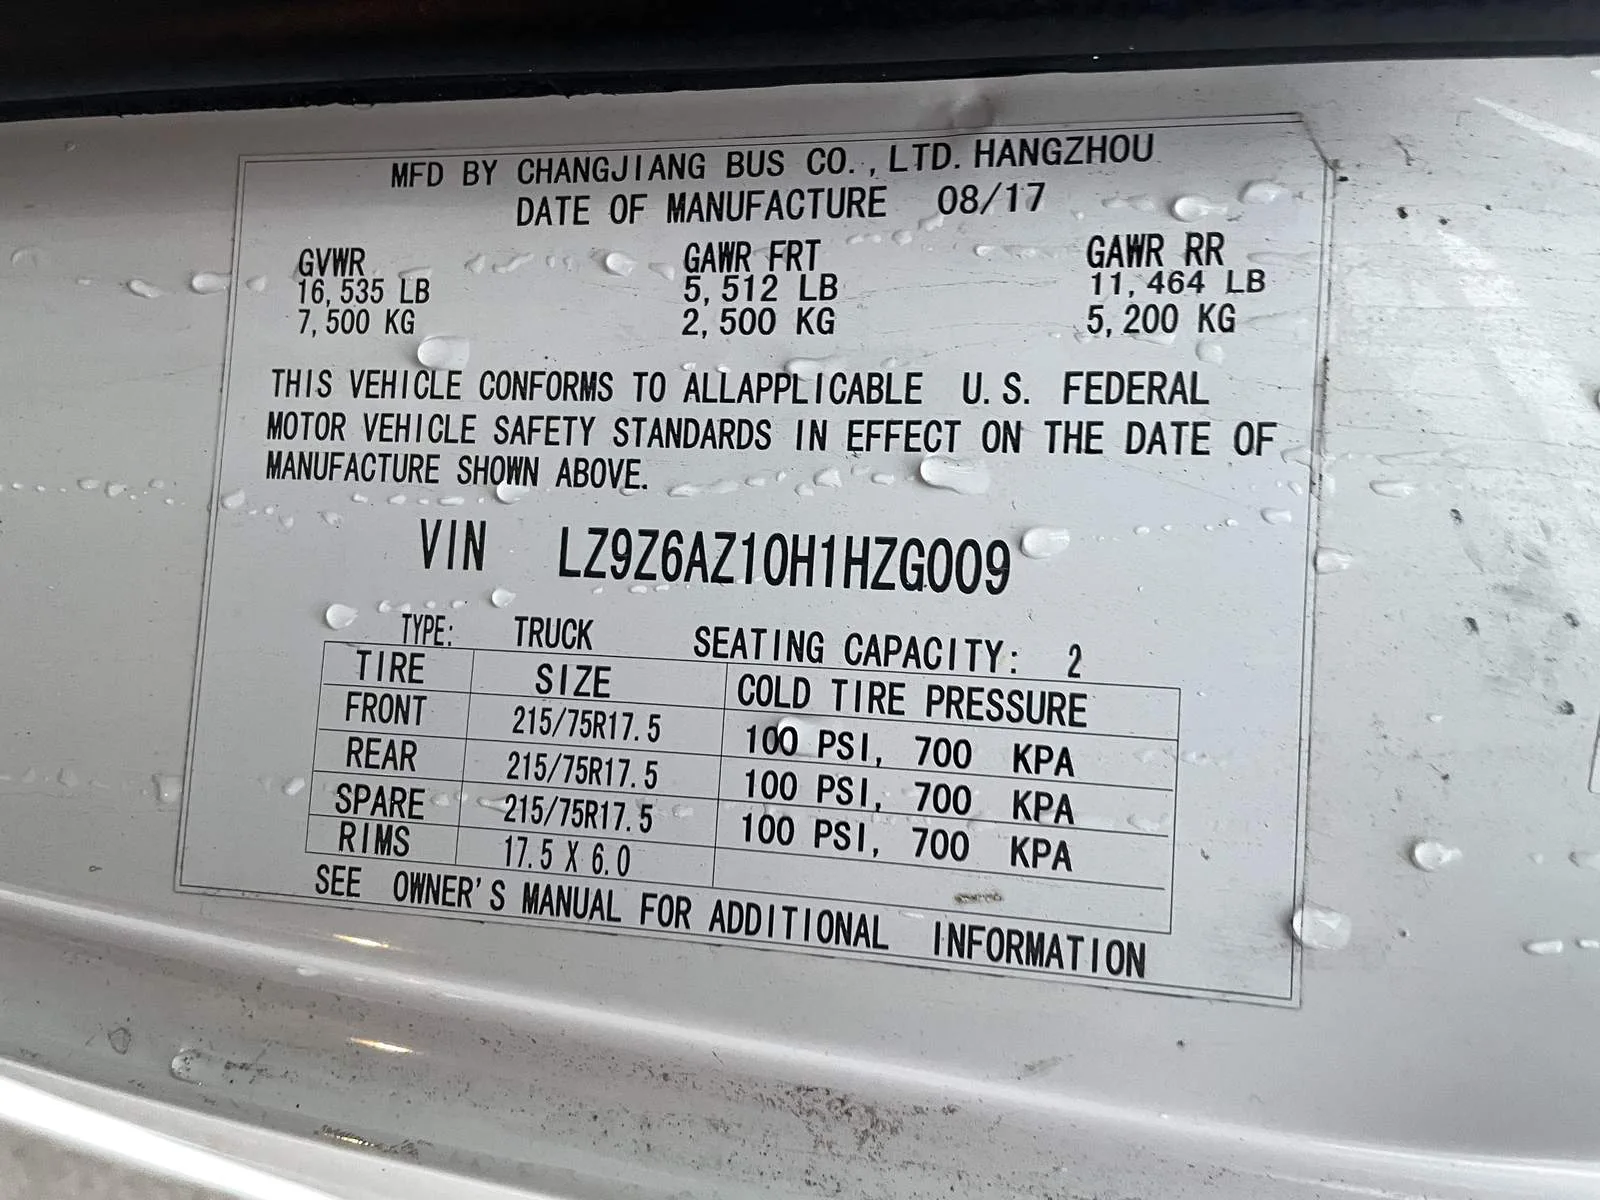 MFD BY CHANGJIANG BUS CO., LTD. HANGZHOU
DATE OF MANUFACTURE 08/17
GVWR GAWR FRT GAWR RR
16,535 LB 5,512 LB 11,464 LB
7,500 KG 2,500 KG 5,200 KG
THIS VEHICLE CONFORMS TO ALLAPPLICABLE U.S. FEDERAL
MOTOR VEHICLE SAFETY STANDARDS IN EFFECT ON THE DATE OF
MANUFACTURE SHOWN ABOVE.
VIN LZ9Z6AZ10H1HZG009
TYPE: TRUCK SEATING CAPACITY: 2
TIRE SIZE COLD TIRE PRESSURE
FRONT 215/75R17.5 100 PSI, 700 KPA
REAR 215/75R17.5 100 PSI, 700 KPA
SPARE 215/75R17.5 100 PSI, 700 KPA
RIMS 17.5 X 6.0
SEE OWNER'S MANUAL FOR ADDITIONAL INFORMATION